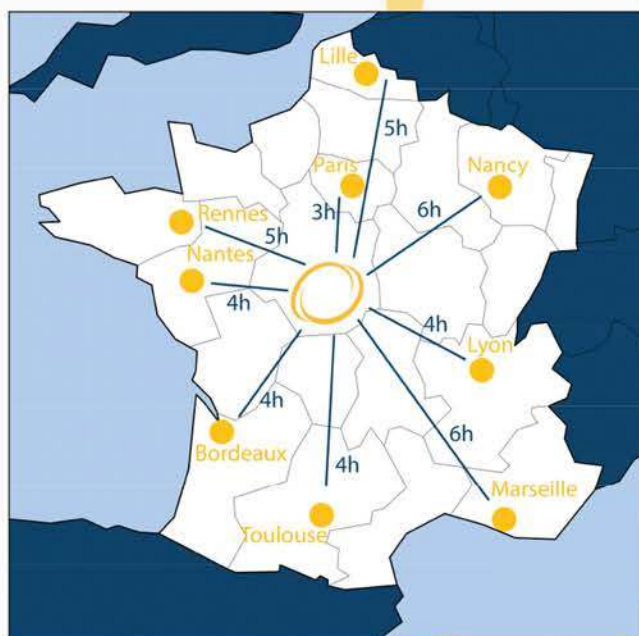 Lille
5h
Paris
Nancy
3h
6h
Rennes
5h
Nantes
4h
4h
Lyon
4h
6h
4h
Bordeaux
Marseille
Toulouse